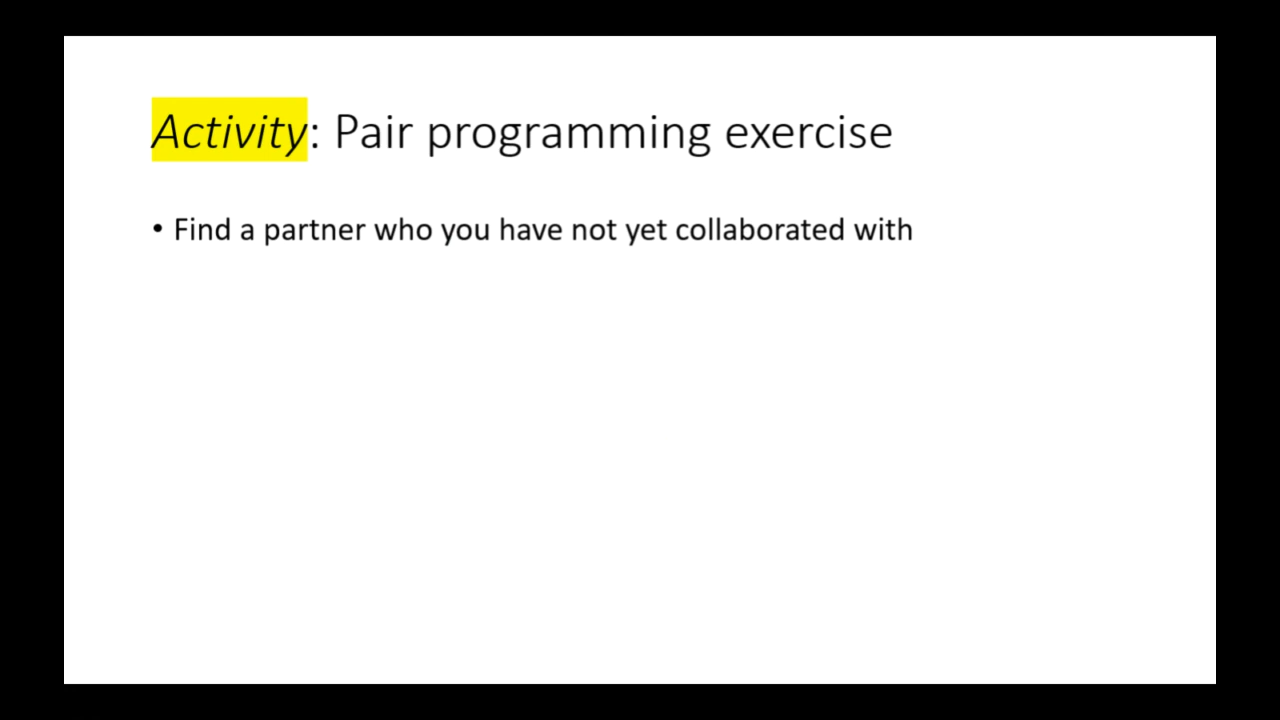 Activity: Pair programming exercise
• Find a partner who you have not yet collaborated with